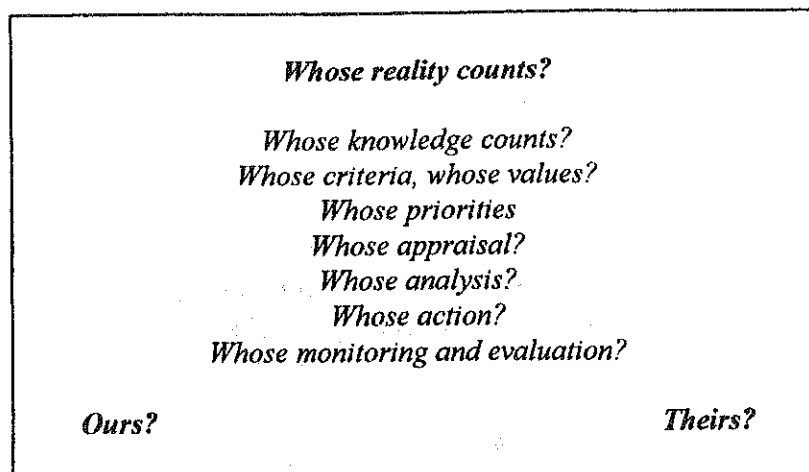 Whose reality counts?
Whose knowledge counts?
Whose criteria, whose values?
Whose priorities
Whose appraisal?
Whose analysis?
Whose action?
Whose monitoring and evaluation?
Ours? Theirs?